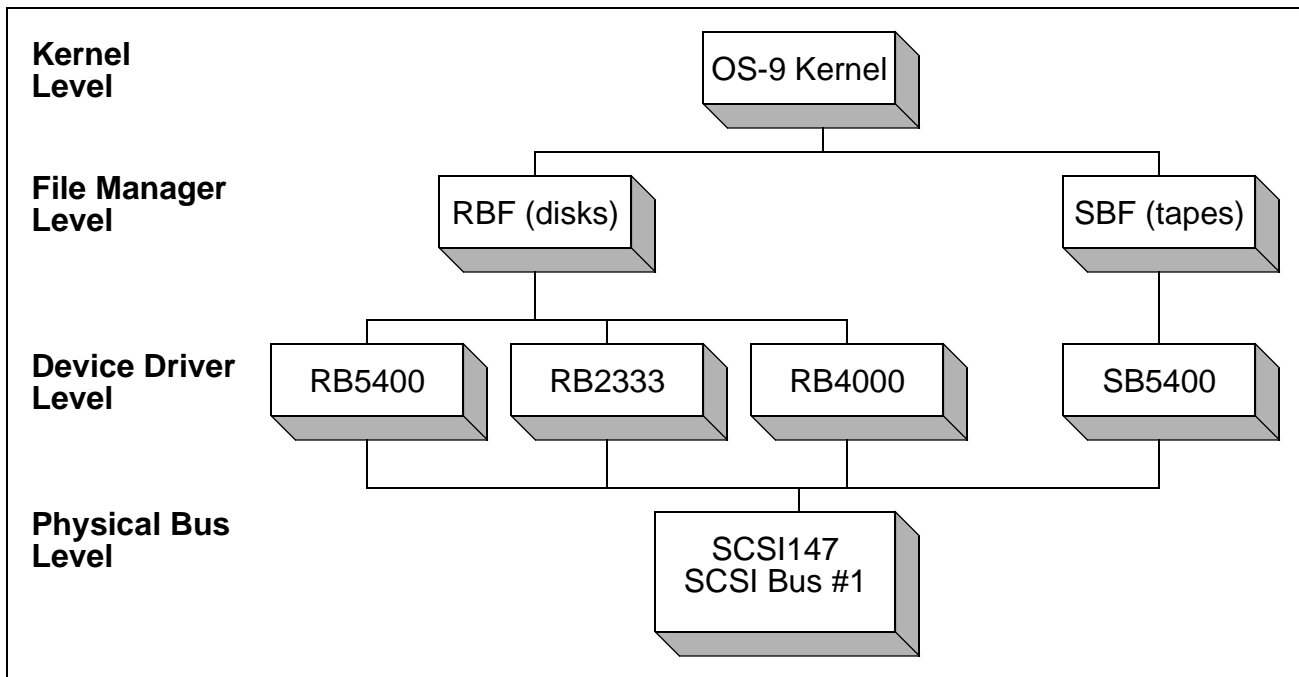 Kernel
Level
OS-9 Kernel
File Manager
Level
RBF (disks)
SBF (tapes)
Device Driver
Level
RB5400
RB2333
RB4000
SB5400
Physical Bus
Level
SCSI147
SCSI Bus #1